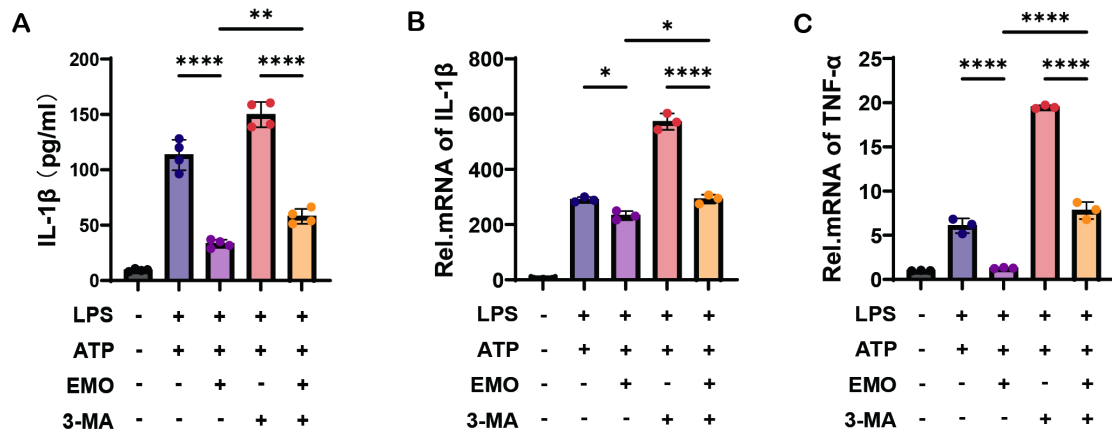 A
IL-1β (pg/ml)
200
150
100
50
0
**
**** ****
LPS - + + + +
ATP - + + + +
EMO - - + - +
3-MA - - - + +
B
Rel.mRNA of IL-1β
800
600
400
200
0
*
* ****
LPS - + + + +
ATP - + + + +
EMO - - + - +
3-MA - - - + +
C
Rel.mRNA of TNF-α
25
20
15
10
5
0
****
**** ****
LPS - + + + +
ATP - + + + +
EMO - - + - +
3-MA - - - + +